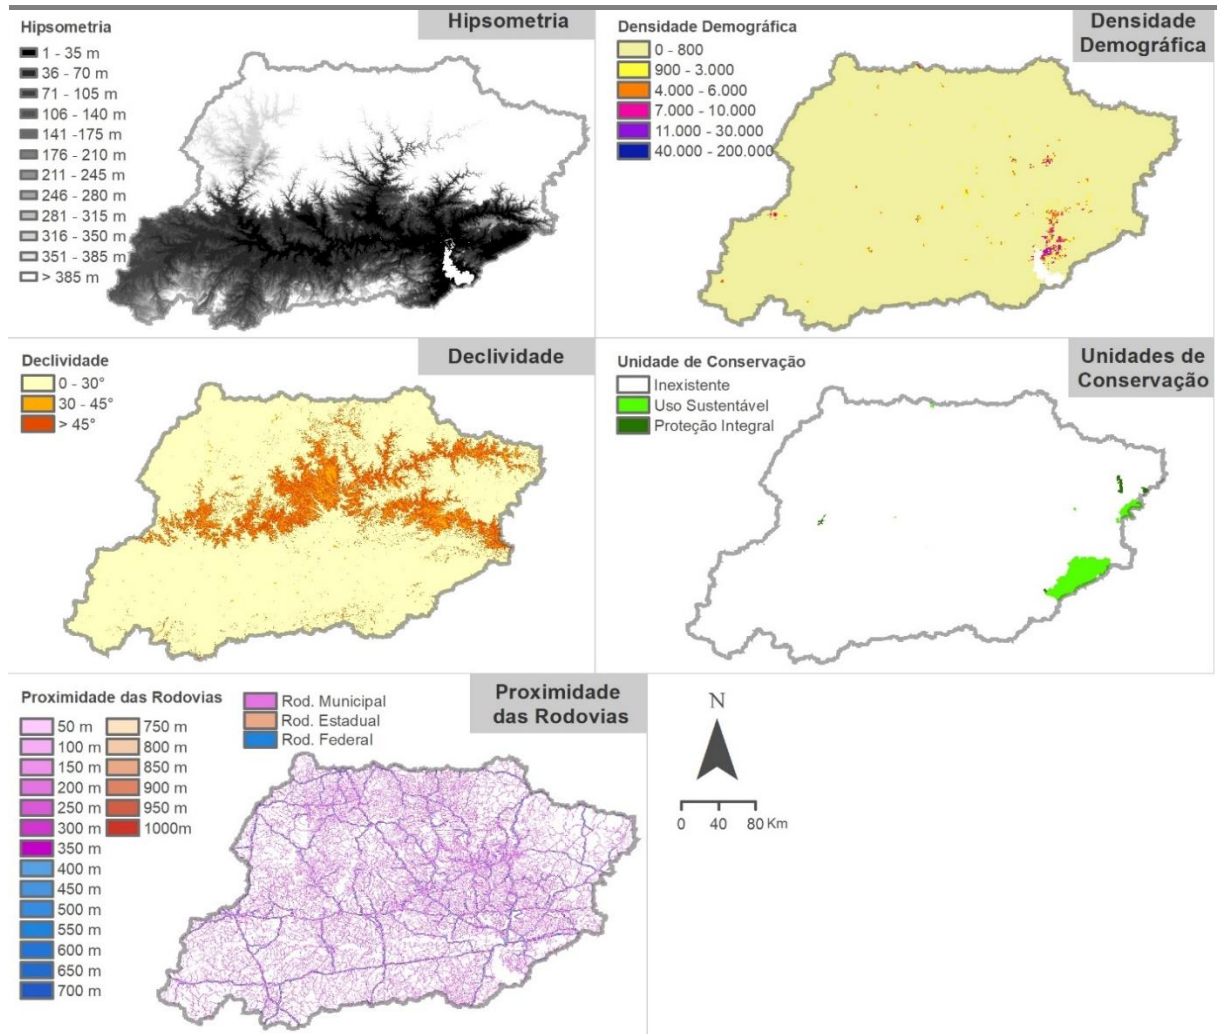 Hipsometria
Hipsometria
1 - 35 m
36 - 70 m
71 - 105 m
106 - 140 m
141 -175 m
176 - 210 m
211 - 245 m
246 - 280 m
281 - 315 m
316 - 350 m
351 - 385 m
> 385 m
Densidade Demográfica
Densidade
Demográfica
0 - 800
900 - 3.000
4.000 - 6.000
7.000 - 10.000
11.000 - 30.000
40.000 - 200.000
Declividade
Declividade
0 - 30°
30 - 45°
> 45°
Unidade de Conservação
Unidades de
Conservação
Inexistente
Uso Sustentável
Proteção Integral
Proximidade das Rodovias
Proximidade
das Rodovias
50 m
100 m
150 m
200 m
250 m
300 m
350 m
400 m
450 m
500 m
550 m
600 m
650 m
700 m
750 m
800 m
850 m
900 m
950 m
1000m
Rod. Municipal
Rod. Estadual
Rod. Federal
N
0 40 80 Km